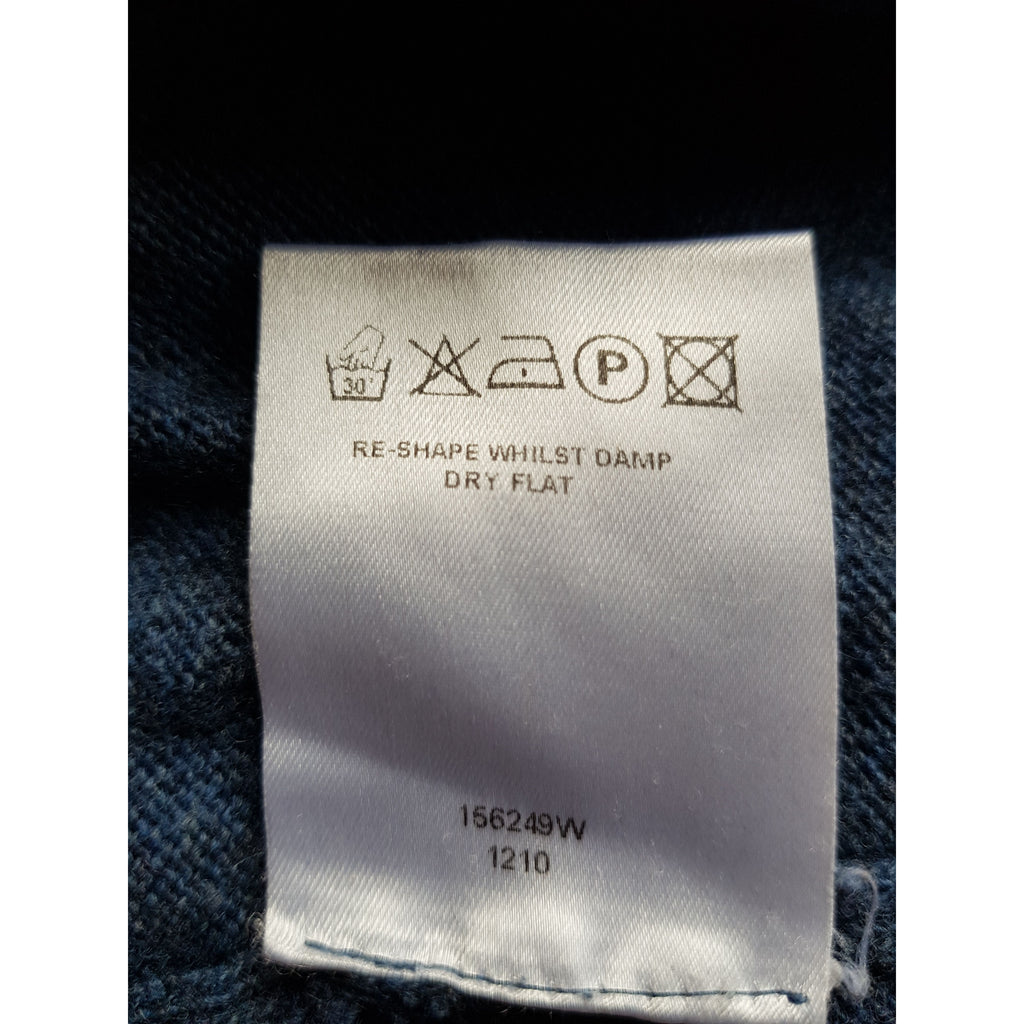 30°
P
RE-SHAPE WHILST DAMP
DRY FLAT
156249W
1210